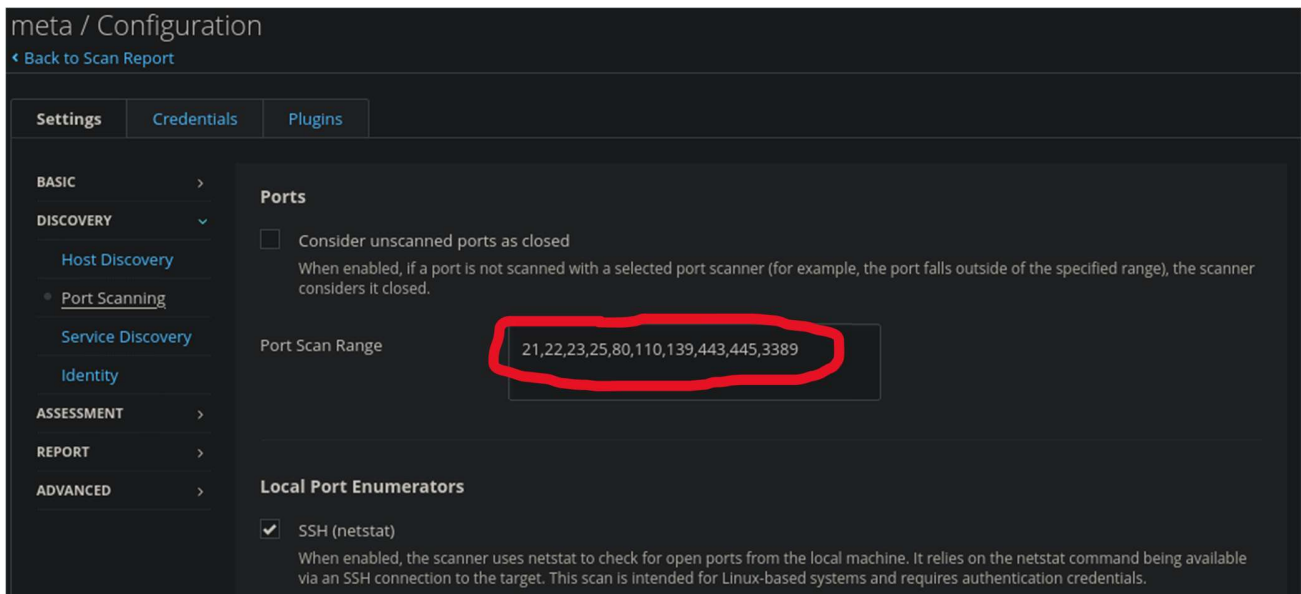 meta / Configuration
Back to Scan Report
Settings
Credentials
Plugins
BASIC
DISCOVERY
Host Discovery
Port Scanning
Service Discovery
Identity
ASSESSMENT
REPORT
ADVANCED
Ports
Consider unscanned ports as closed
When enabled, if a port is not scanned with a selected port scanner (for example, the port falls outside of the specified range), the scanner
considers it closed.
Port Scan Range
21,22,23,25,80,110,139,443,445,3389
Local Port Enumerators
SSH (netstat)
When enabled, the scanner uses netstat to check for open ports from the local machine. It relies on the netstat command being available
via an SSH connection to the target. This scan is intended for Linux-based systems and requires authentication credentials.